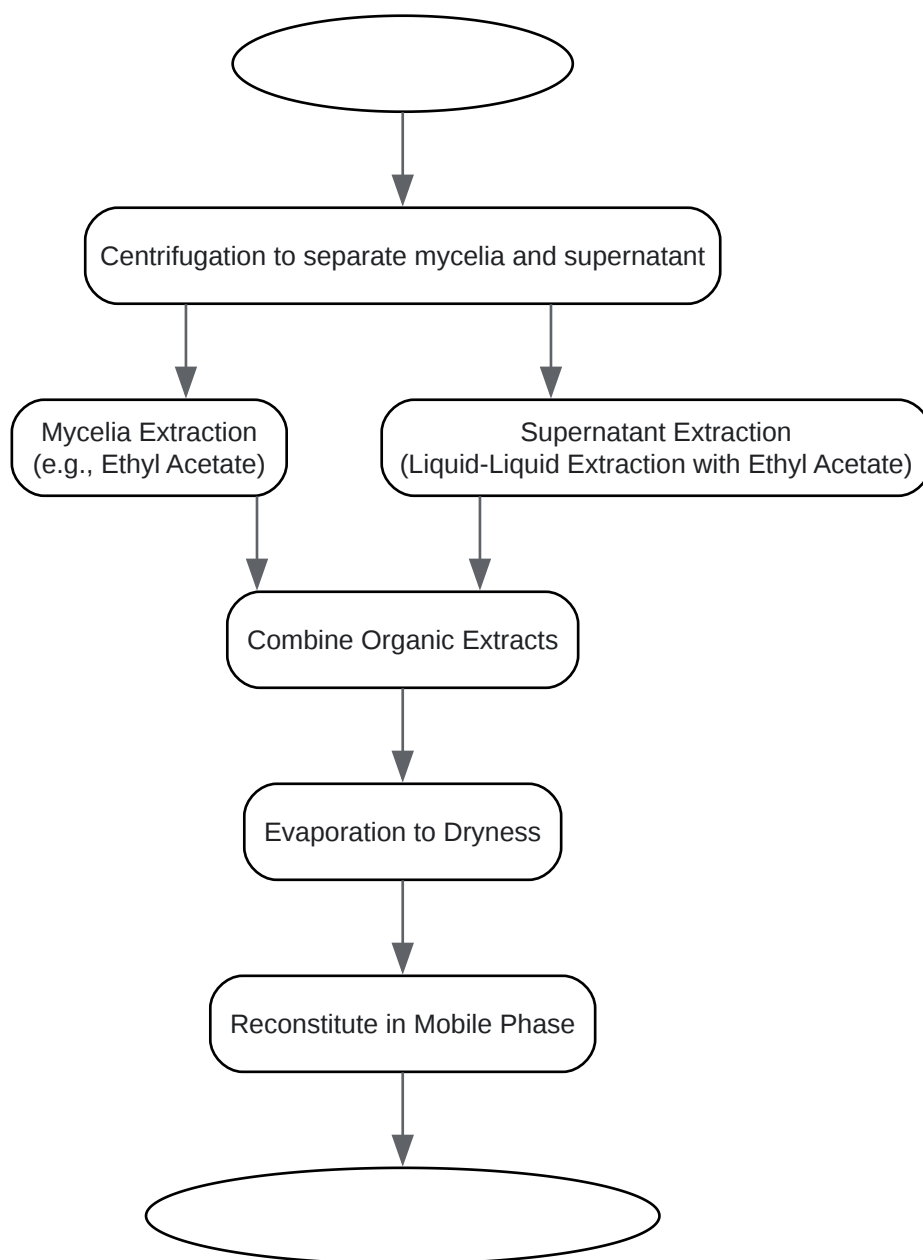 Centrifugation to separate mycelia and supernatant
Mycelia Extraction
(e.g., Ethyl Acetate)
Supernatant Extraction
(Liquid-Liquid Extraction with Ethyl Acetate)
Combine Organic Extracts
Evaporation to Dryness
Reconstitute in Mobile Phase